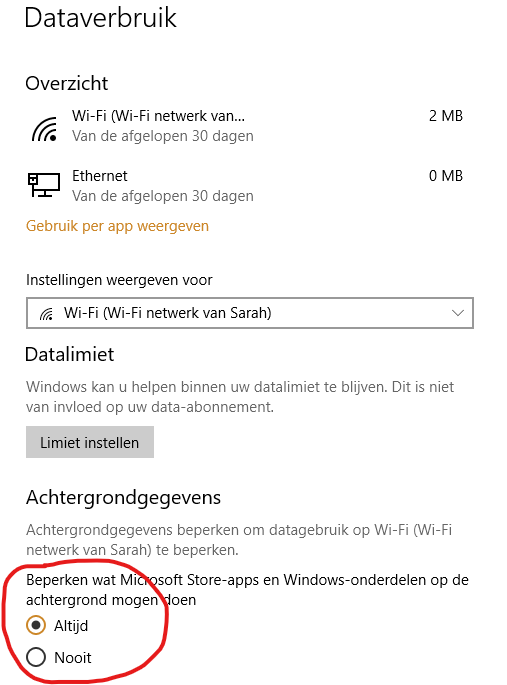 Dataverbruik
Overzicht
Wi-Fi (Wi-Fi netwerk van...
2 MB
Van de afgelopen 30 dagen
Ethernet
0 MB
Van de afgelopen 30 dagen
Gebruik per app weergeven
Instellingen weergeven voor
Wi-Fi (Wi-Fi netwerk van Sarah)
Datalimiet
Windows kan u helpen binnen uw datalimiet te blijven. Dit is niet
van invloed op uw data-abonnement.
Limiet instellen
Achtergrondgegevens
Achtergrondgegevens beperken om datagebruik op Wi-Fi (Wi-Fi
netwerk van Sarah) te beperken.
Beperken wat Microsoft Store-apps en Windows-onderdelen op de
achtergrond mogen doen
Altijd
Nooit